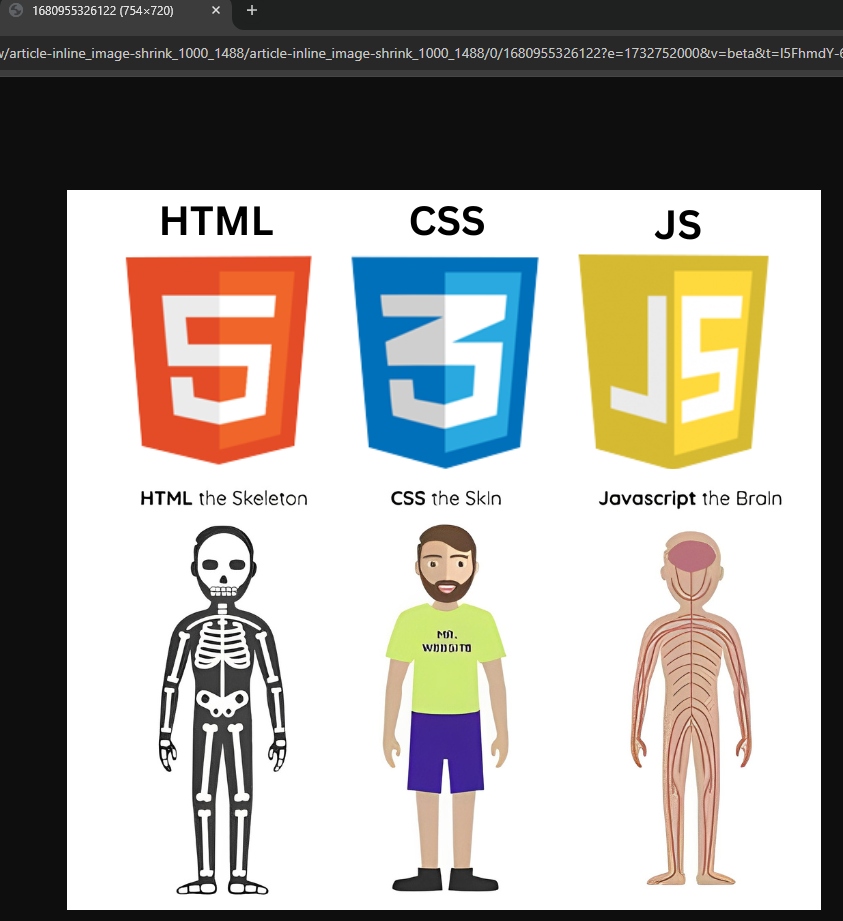 1680955326122 (754×720)
/article-inline_image-shrink_1000_1488/article-inline_image-shrink_1000_1488/0/1680955326122?e=1732752000&v=beta&t=I5FhmdY-6
HTML CSS JS
5 3 JS
HTML the Skeleton CSS the Skin Javascript the Brain
MR.